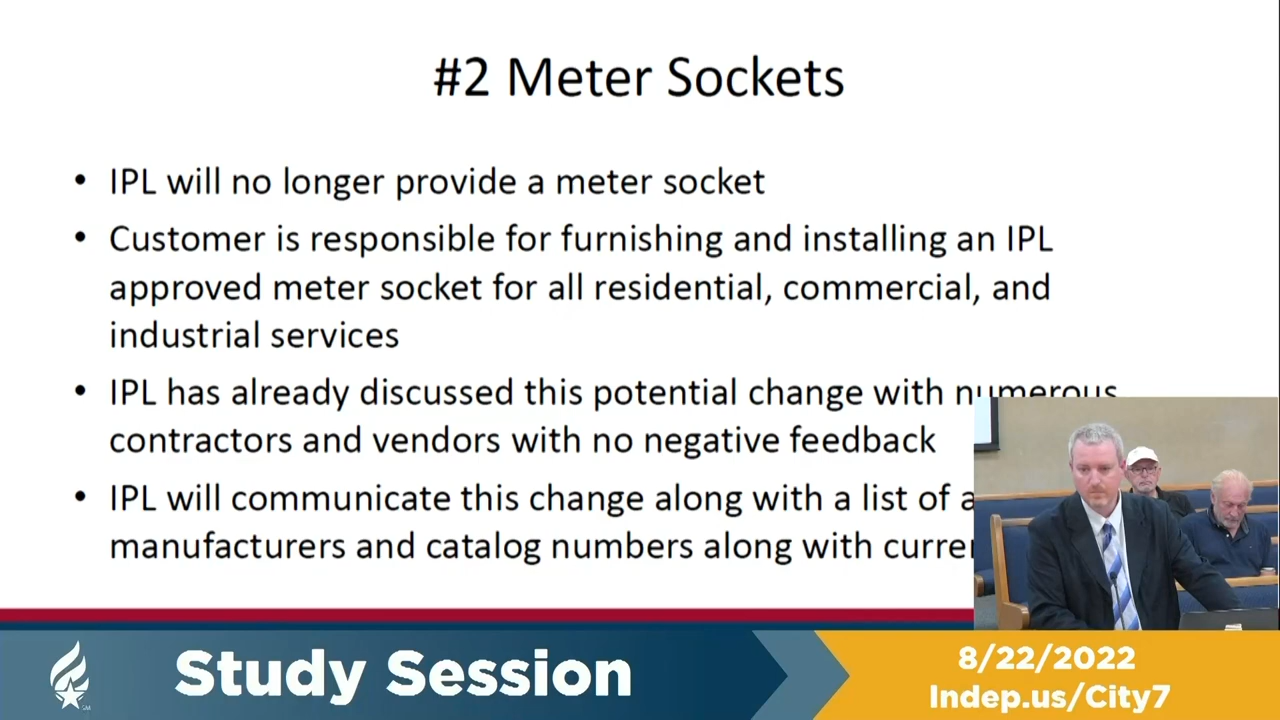 #2 Meter Sockets
• IPL will no longer provide a meter socket
• Customer is responsible for furnishing and installing an IPL
approved meter socket for all residential, commercial, and
industrial services
• IPL has already discussed this potential change with numerous
contractors and vendors with no negative feedback
• IPL will communicate this change along with a list of
manufacturers and catalog numbers along with
Study Session
8/22/2022
Indep.us/City7